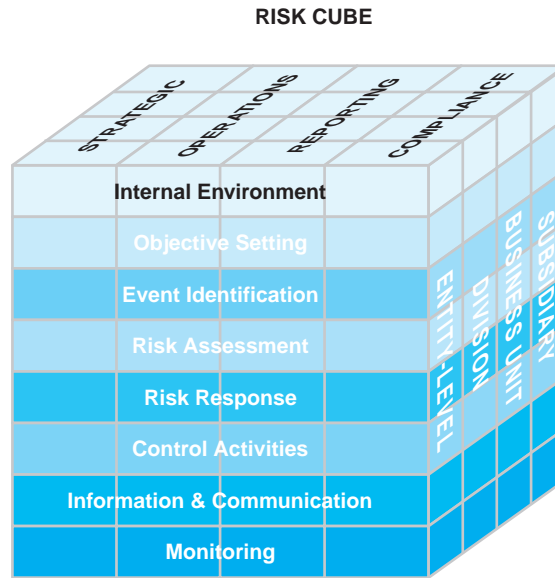 RISK CUBE
STRATEGIC
OPERATIONS
REPORTING
COMPLIANCE
Internal Environment
Objective Setting
Event Identification
Risk Assessment
Risk Response
Control Activities
Information & Communication
Monitoring
ENTITY-LEVEL
DIVISION
BUSINESS UNIT
SUBSIDIARY